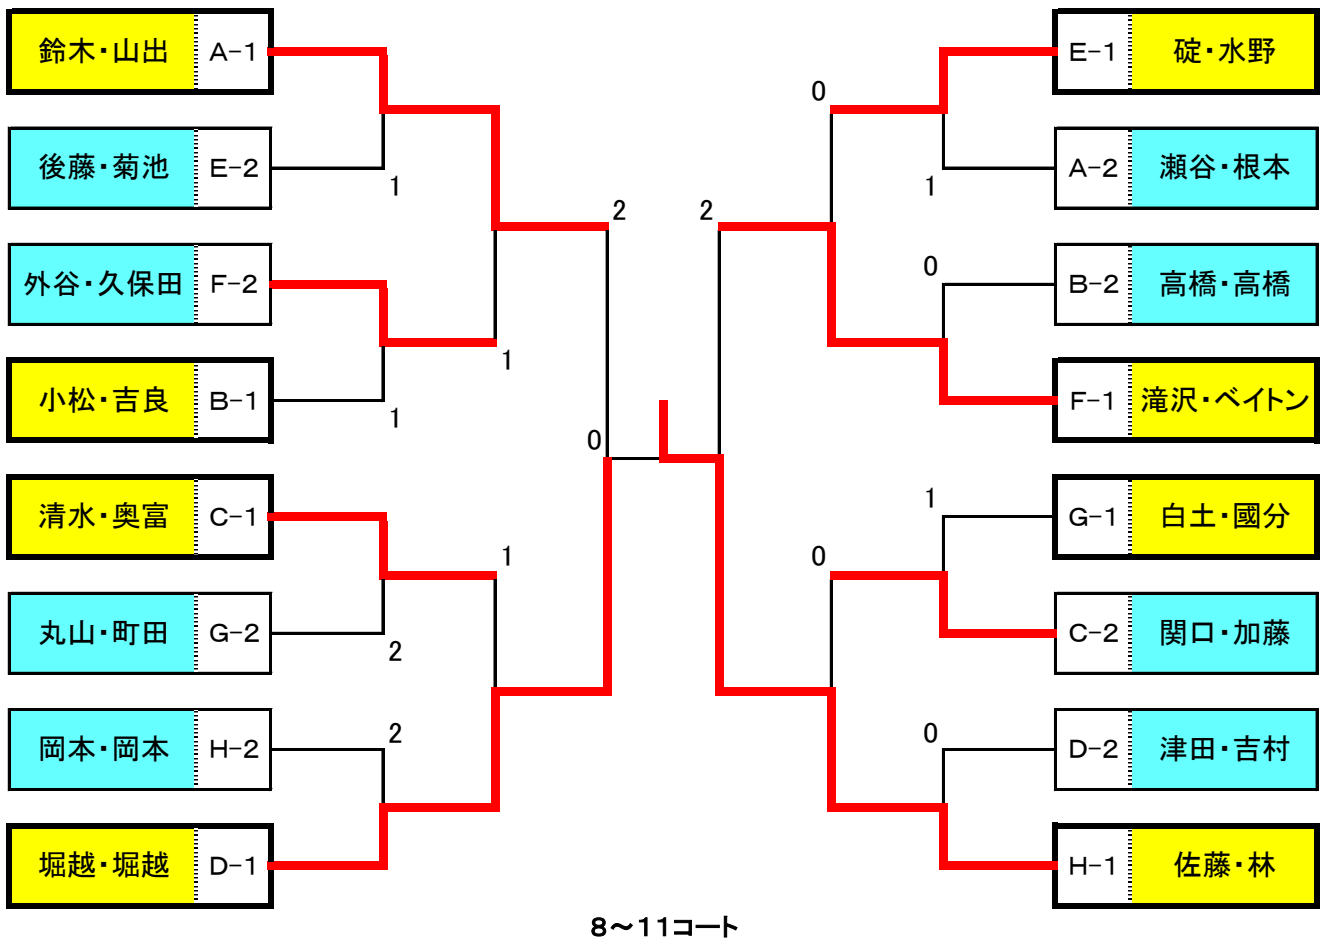 鈴木・山出 A-1
後藤・菊池 E-2
1
2
外谷・久保田 F-2
1
小松・吉良 B-1
1
0
清水・奥富 C-1
1
丸山・町田 G-2
2
岡本・岡本 H-2
2
堀越・堀越 D-1
E-1 碇・水野
0
A-2 瀬谷・根本
1
2
B-2 高橋・高橋
0
F-1 滝沢・ベイトン
G-1 白土・國分
1
0
C-2 関口・加藤
D-2 津田・吉村
0
H-1 佐藤・林
8～11コート